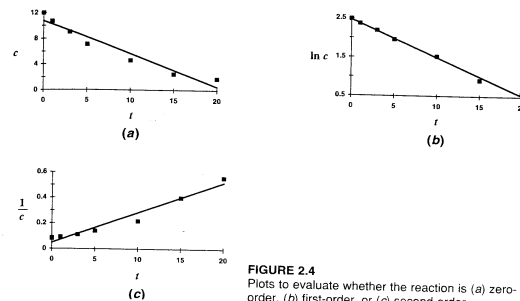 12
8
4
0
c
0 5 10 15 20
t
(a)
2.5
1.5
0.5
ln c
0 5 10 15 20
t
(b)
0.6
0.4
0.2
0
1
c
0 5 10 15 20
t
(c)
FIGURE 2.4
Plots to evaluate whether the reaction is (a) zero-
order, (b) first-order, or (c) second-order